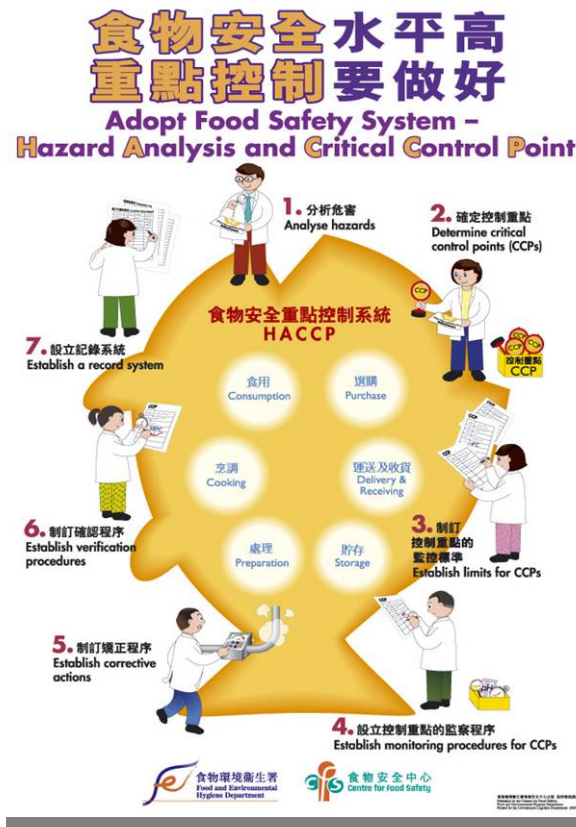 食物安全水平高
重點控制要做好
Adopt Food Safety System –
Hazard Analysis and Critical Control Point
1. 分析危害
Analyse hazards
2. 確定控制重點
Determine critical
control points (CCPs)
CCP
控制重點
CCP
食物安全重點控制系統
HACCP
食用
Consumption
選購
Purchase
烹調
Cooking
運送及收貨
Delivery &
Receiving
處理
Preparation
貯存
Storage
3. 制訂
控制重點的
監控標準
Establish limits for CCPs
4. 設立控制重點的監察程序
Establish monitoring procedures for CCPs
pH
5. 制訂矯正程序
Establish corrective
actions
6. 制訂確認程序
Establish verification
procedures
CCP
7. 設立記錄系統
Establish a record system
食物環境衞生署
Food and Environmental
Hygiene Department
cfs
食物安全中心
Centre for Food Safety